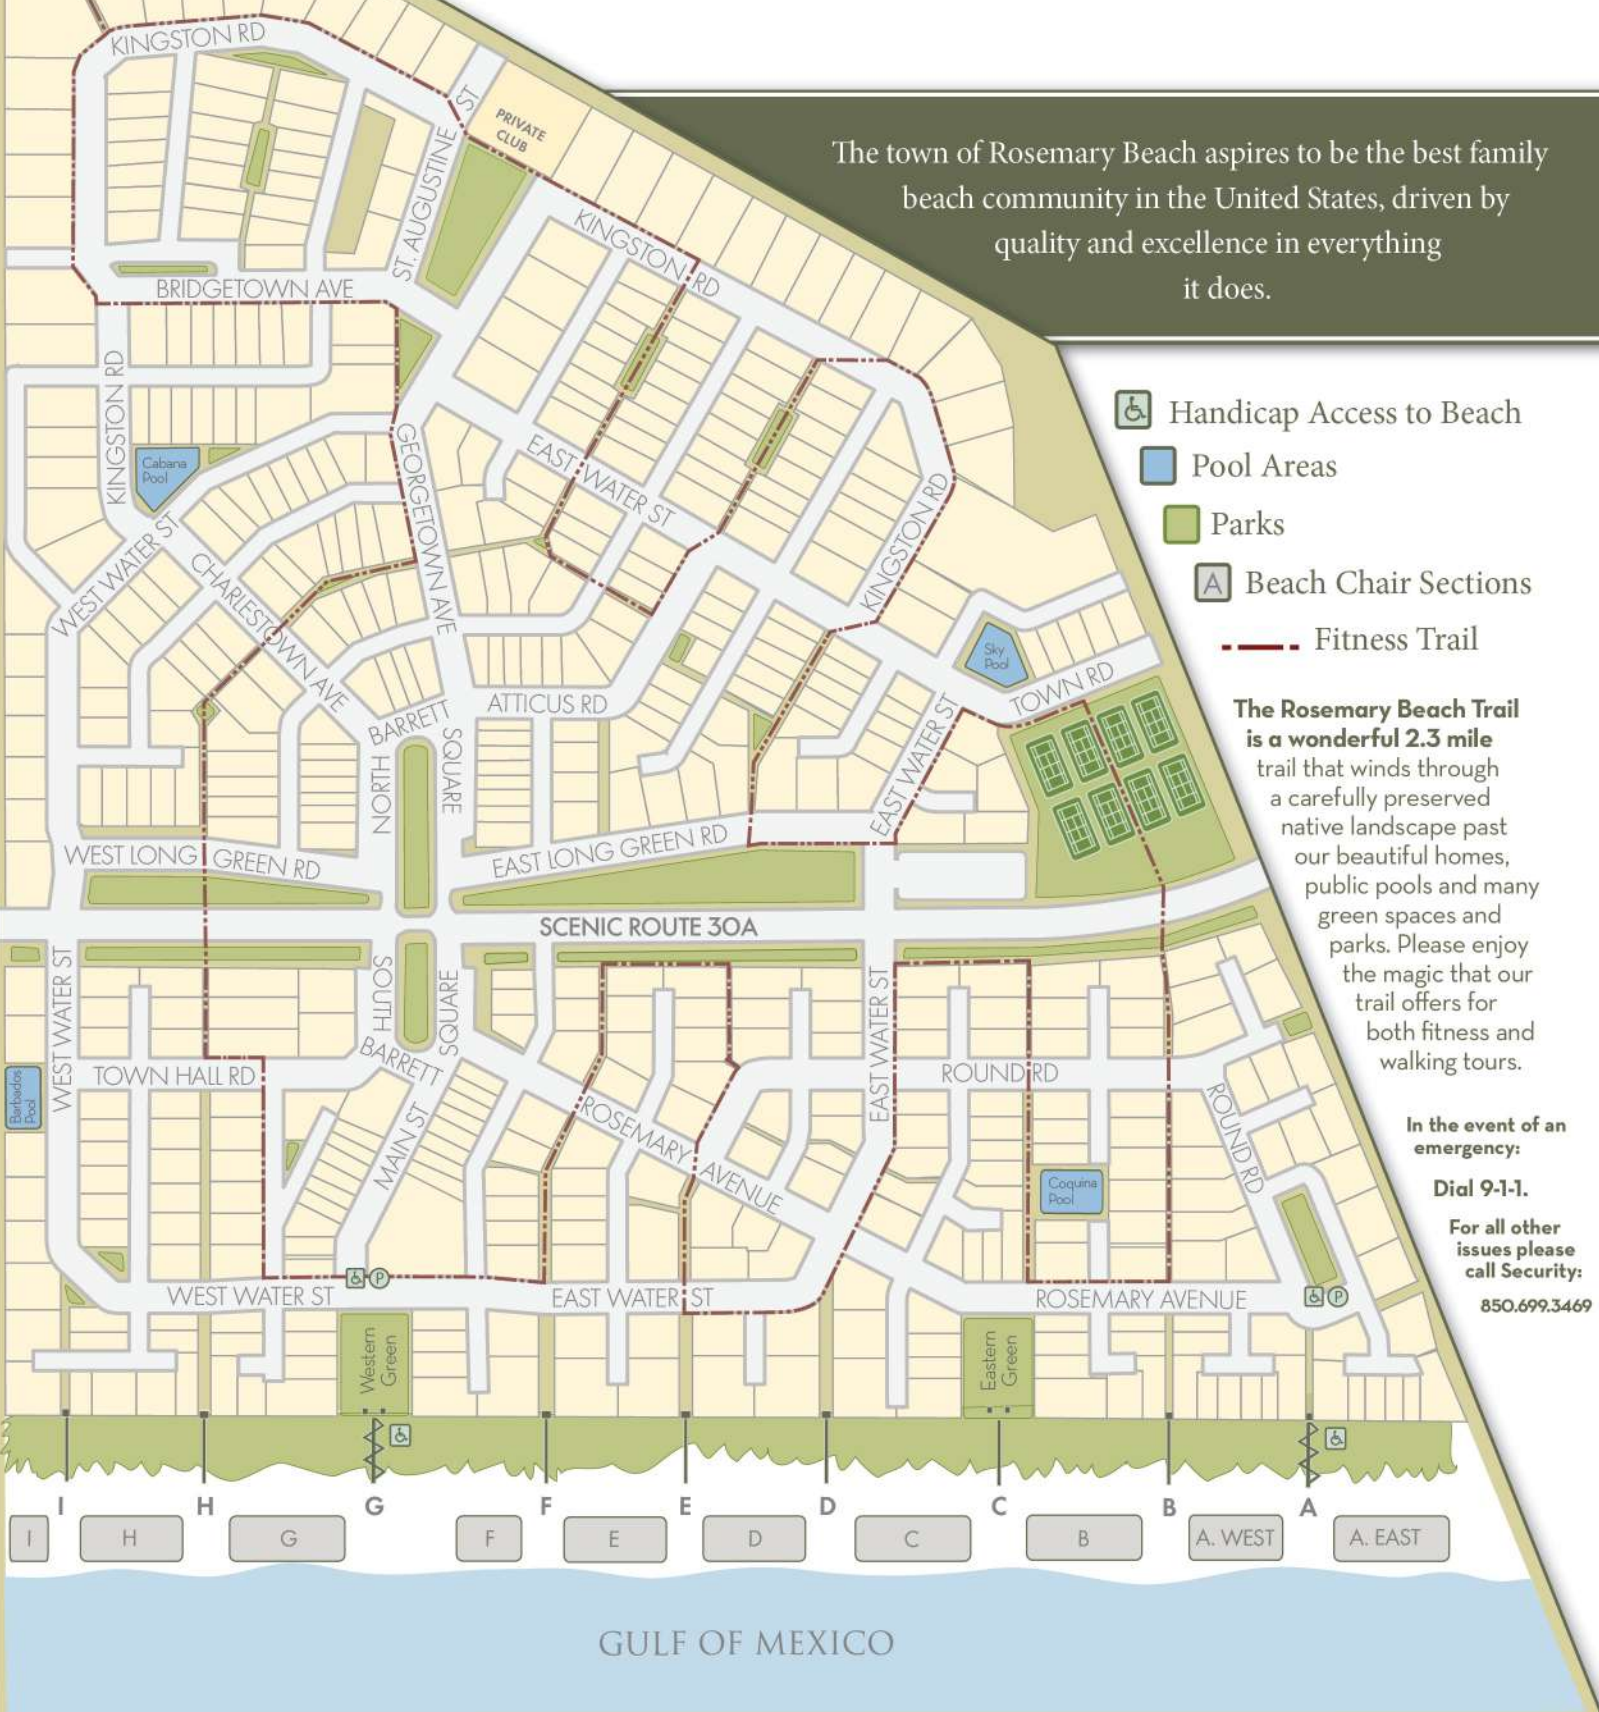 KINGSTON RD
ST. AUGUSTINE ST
PRIVATE
CLUB
The town of Rosemary Beach aspires to be the best family
beach community in the United States, driven by
quality and excellence in everything
it does.
KINGSTON RD
BRIDGETOWN AVE
KINGSTON RD
Cabana
Pool
GEORGETOWN AVE
EAST WATER ST
KINGSTON RD
WEST WATER ST
CHARLESTOWN AVE
Handicap Access to Beach
Pool Areas
Parks
A
Beach Chair Sections
Fitness Trail
Sky
Pool
TOWN RD
ATTICUS RD
NORTH BARRETT SQUARE
EAST WATER ST
The Rosemary Beach Trail
is a wonderful 2.3 mile
trail that winds through
a carefully preserved
native landscape past
our beautiful homes,
public pools and many
green spaces and
parks. Please enjoy
the magic that our
trail offers for
both fitness and
walking tours.
WEST LONG GREEN RD
EAST LONG GREEN RD
SCENIC ROUTE 30A
WEST WATER ST
SOUTH BARRETT SQUARE
EAST WATER ST
Barbados
Pool
TOWN HALL RD
MAIN ST
ROSEMARY AVENUE
ROUND RD
ROUND RD
Coquina
Pool
In the event of an
emergency:
Dial 9-1-1.
For all other
issues please
call Security:
850.699.3469
P
WEST WATER ST
EAST WATER ST
ROSEMARY AVENUE
P
Western
Green
Eastern
Green
I H G F E D C B A
I H G F E D C B A. WEST A. EAST
GULF OF MEXICO